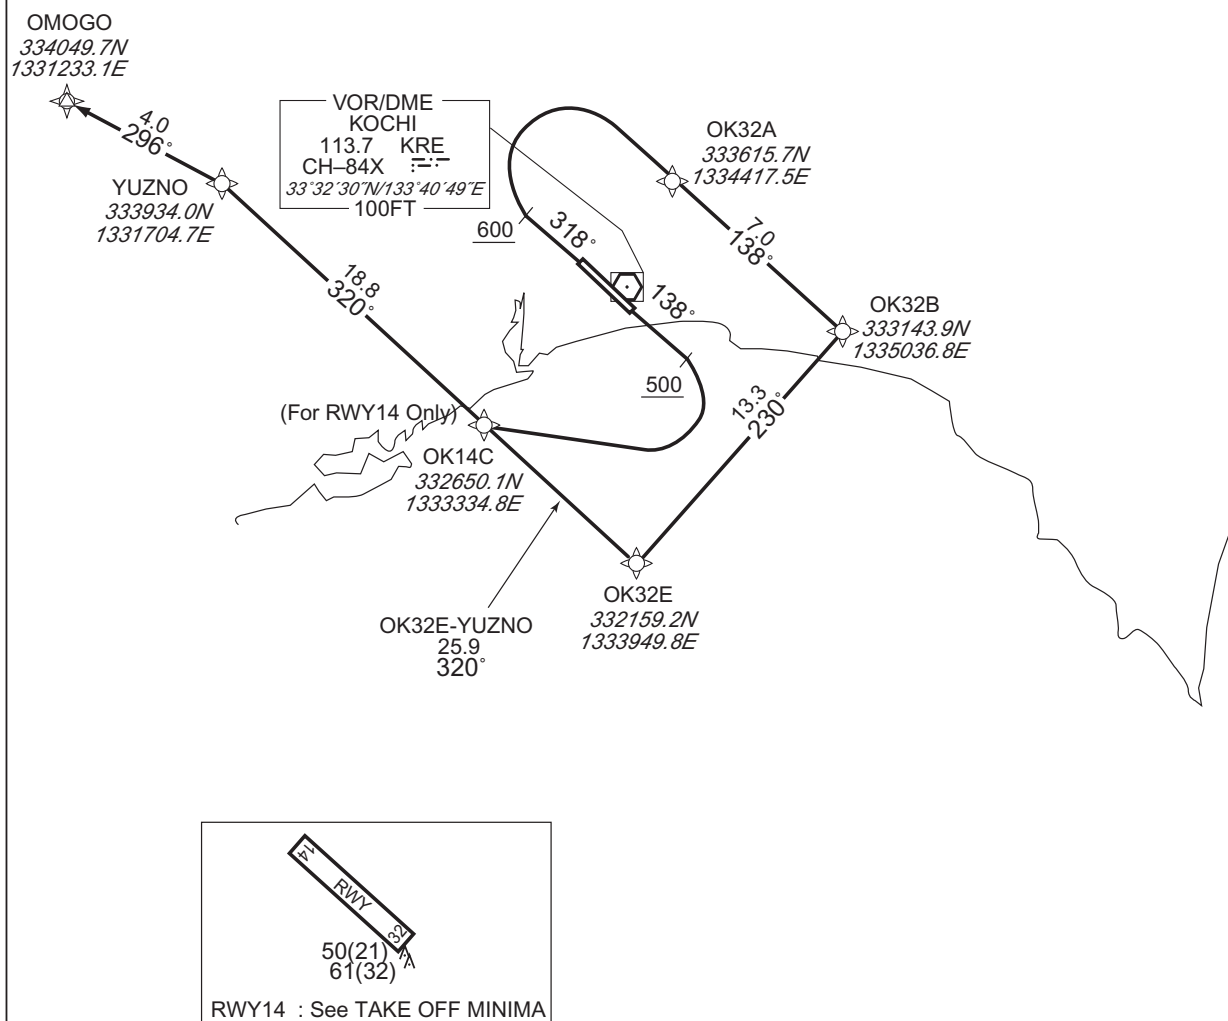 OMOGO
334049.7N
1331233.1E
4.0
296°
YUZNO
333934.0N
1331704.7E
VOR/DME
KOCHI
113.7 KRE
CH–84X
33°32´30˝N/133°40´49˝E
100FT
OK32A
333615.7N
1334417.5E
7.0
138°
600
318°
138°
18.8
320°
OK32B
333143.9N
1335036.8E
500
13.3
230°
(For RWY14 Only)
OK14C
332650.1N
1333334.8E
OK32E
332159.2N
1333949.8E
OK32E-YUZNO
25.9
320°
14
RWY
32
50(21)
61(32)
RWY14 : See TAKE OFF MINIMA